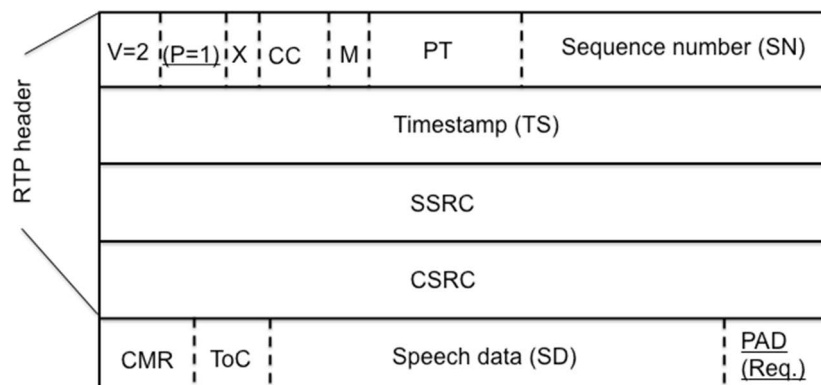 RTP header
V=2 (P=1) X CC M PT Sequence number (SN)
Timestamp (TS)
SSRC
CSRC
CMR ToC Speech data (SD) PAD
(Req.)